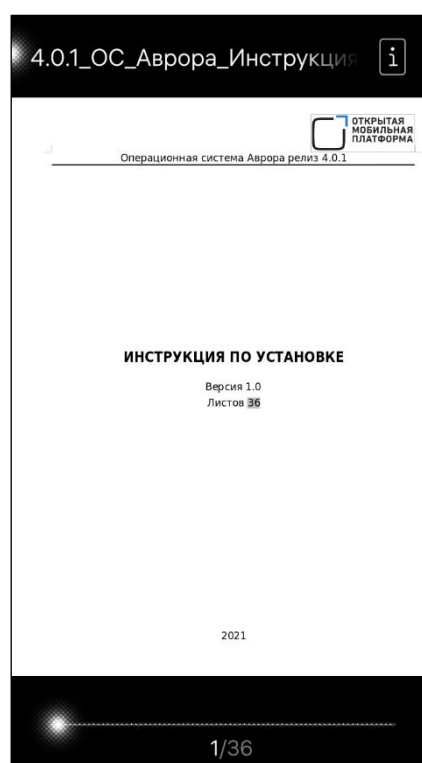 4.0.1_ОС_Аврора_Инструкция
i
ОТКРЫТАЯ
МОБИЛЬНАЯ
ПЛАТФОРМА
Операционная система Аврора релиз 4.0.1
ИНСТРУКЦИЯ ПО УСТАНОВКЕ
Версия 1.0
Листов 36
2021
1/36